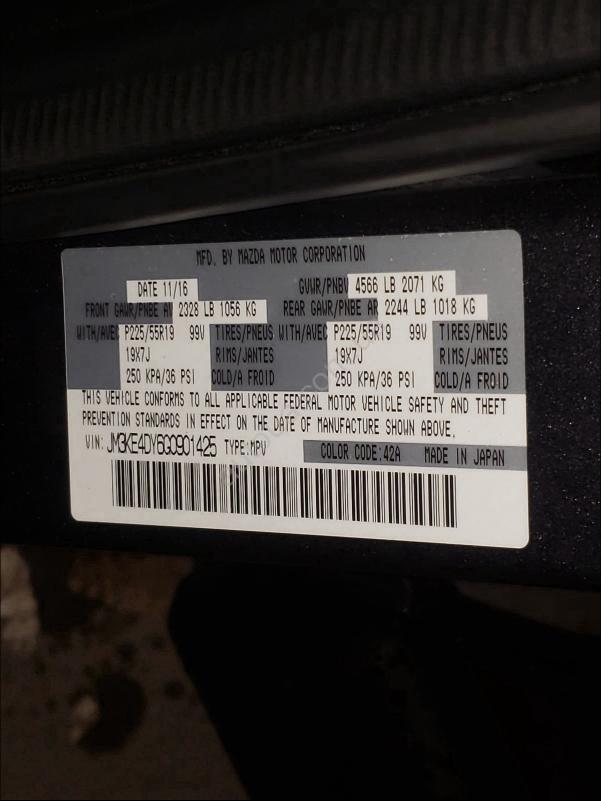 MFD. BY MAZDA MOTOR CORPORATION
DATE 11/16 GVWR/PNBV 4566 LB 2071 KG
FRONT GAWR/PNBE AV 2328 LB 1056 KG REAR GAWR/PNBE AR 2244 LB 1018 KG
WITH/AVEC P225/55R19 99V TIRES/PNEUS WITH/AVEC P225/55R19 99V TIRES/PNEUS
19X7J RIMS/JANTES 19X7J RIMS/JANTES
250 KPA/36 PSI COLD/A FROID 250 KPA/36 PSI COLD/A FROID
THIS VEHICLE CONFORMS TO ALL APPLICABLE FEDERAL MOTOR VEHICLE SAFETY AND THEFT
PREVENTION STANDARDS IN EFFECT ON THE DATE OF MANUFACTURE SHOWN ABOVE.
VIN: JM3KE4DY6G0901425 TYPE:MPV COLOR CODE:42A MADE IN JAPAN